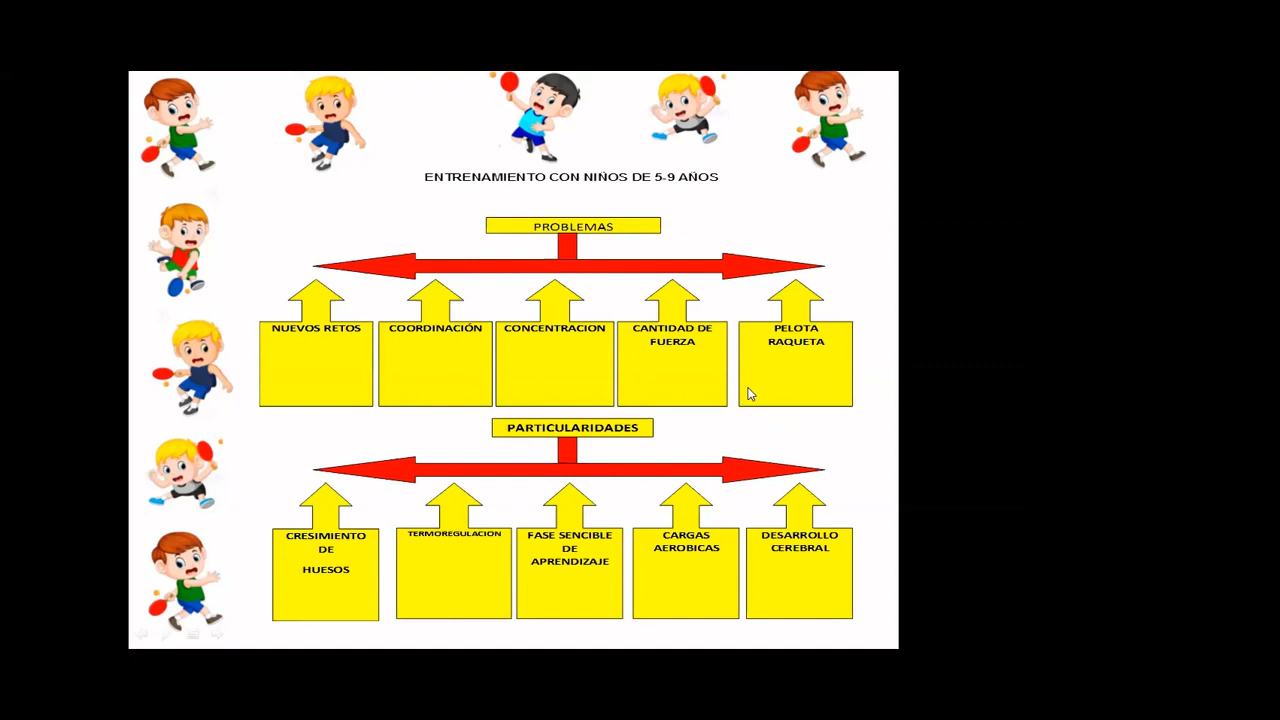 ENTRENAMIENTO CON NIÑOS DE 5-9 AÑOS
PROBLEMAS
NUEVOS RETOS
COORDINACIÓN
CONCENTRACION
CANTIDAD DE
FUERZA
PELOTA
RAQUETA
PARTICULARIDADES
CRESIMIENTO
DE
HUESOS
TERMOREGULACION
FASE SENCIBLE
DE
APRENDIZAJE
CARGAS
AEROBICAS
DESARROLLO
CEREBRAL